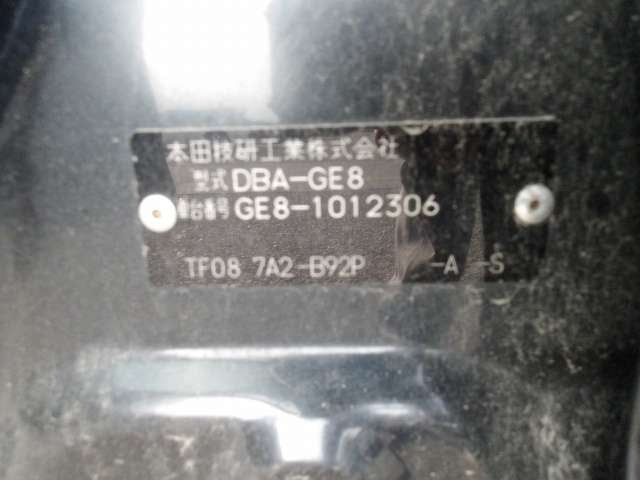 本田技研工業株式会社
型式 DBA-GE8
車台番号 GE8-1012306
TF08 7A2-B92P -A -S